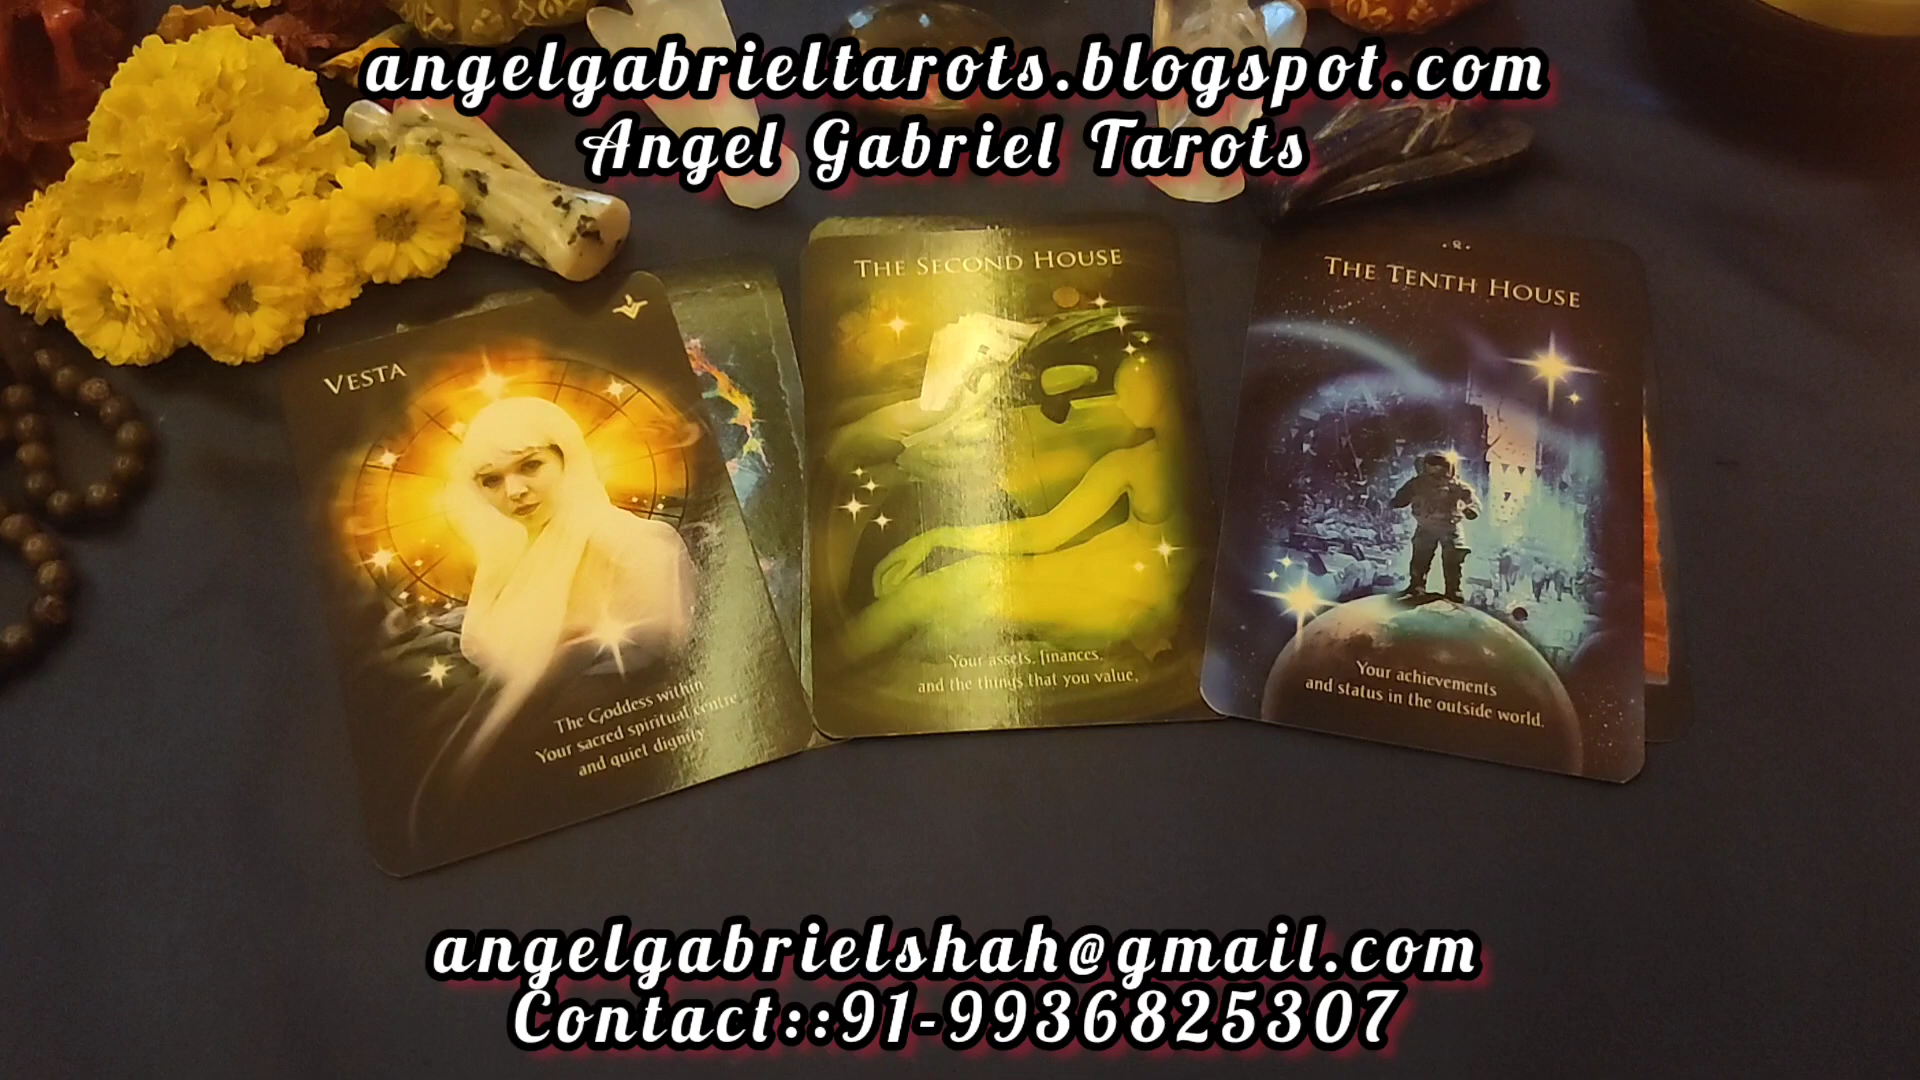 angelgabrieltarots.blogspot.com
Angel Gabriel Tarots
Vesta
The Goddess within
Your sacred spiritual centre
and quiet dignity
The Second House
Your assets, finances,
and the things that you value.
The Tenth House
Your achievements
and status in the outside world.
angelgabrielshah@gmail.com
Contact::91-9936825307